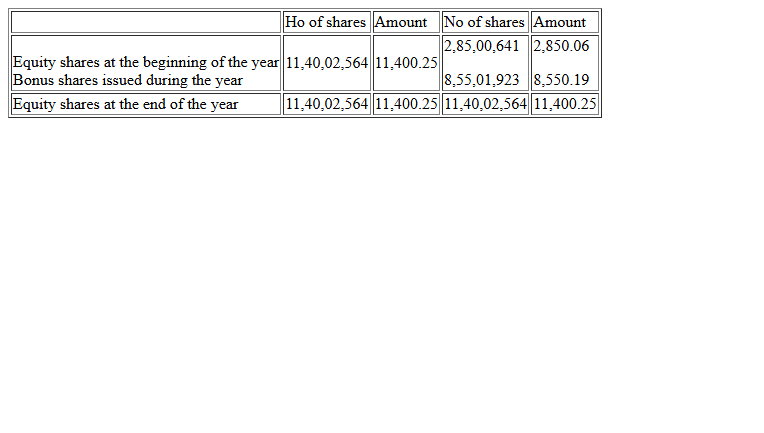 Ho of shares Amount No of shares Amount
2,85,00,641 2,850.06
Equity shares at the beginning of the year 11,40,02,564 11,400.25
Bonus shares issued during the year 8,55,01,923 8,550.19
Equity shares at the end of the year 11,40,02,564 11,400.25 11,40,02,564 11,400.25